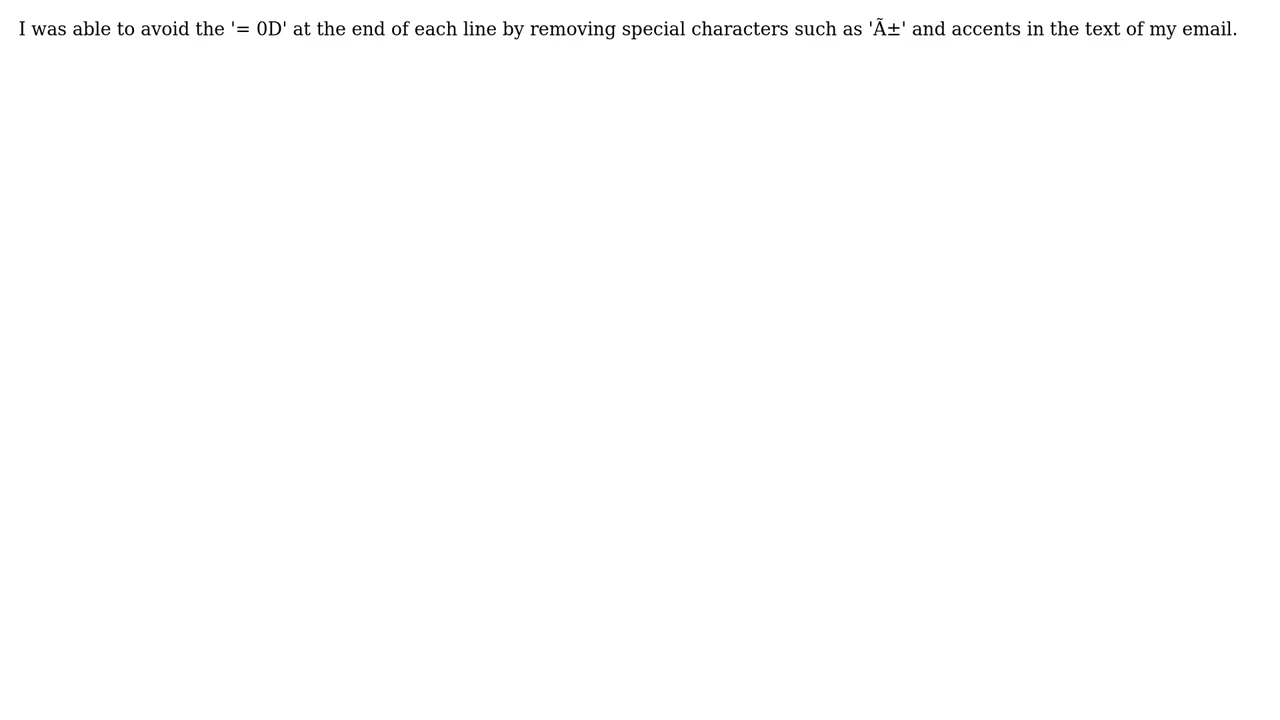 I was able to avoid the '= 0D' at the end of each line by removing special characters such as 'Ã±' and accents in the text of my email.